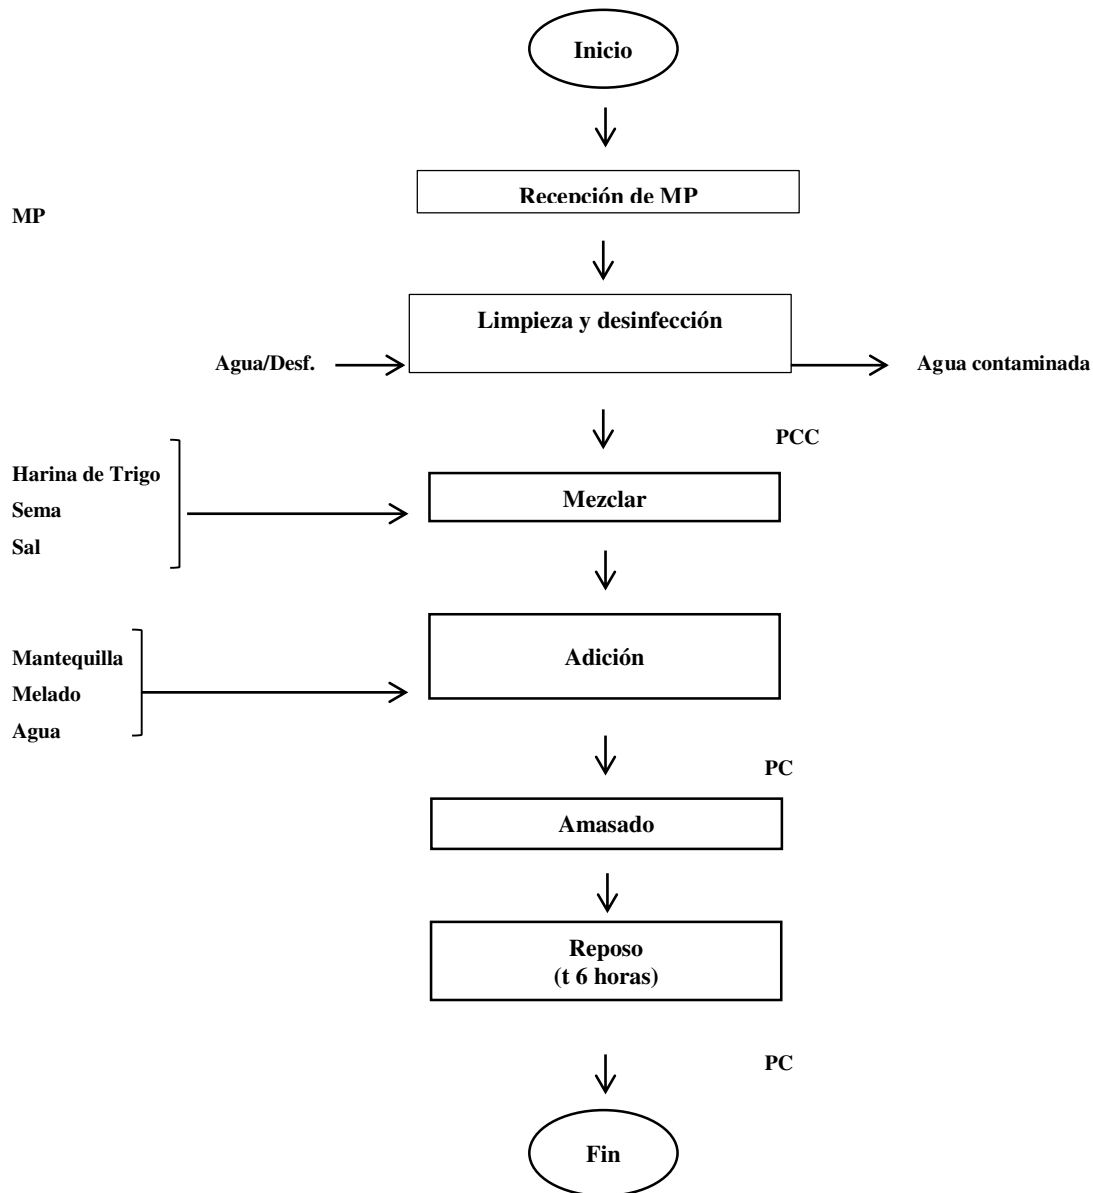 Inicio
Recepción de MP
MP
Limpieza y desinfección
Agua/Desf.
Agua contaminada
PCC
Harina de Trigo
Sema
Sal
Mezclar
Mantequilla
Melado
Agua
Adición
PC
Amasado
Reposo
(t 6 horas)
PC
Fin